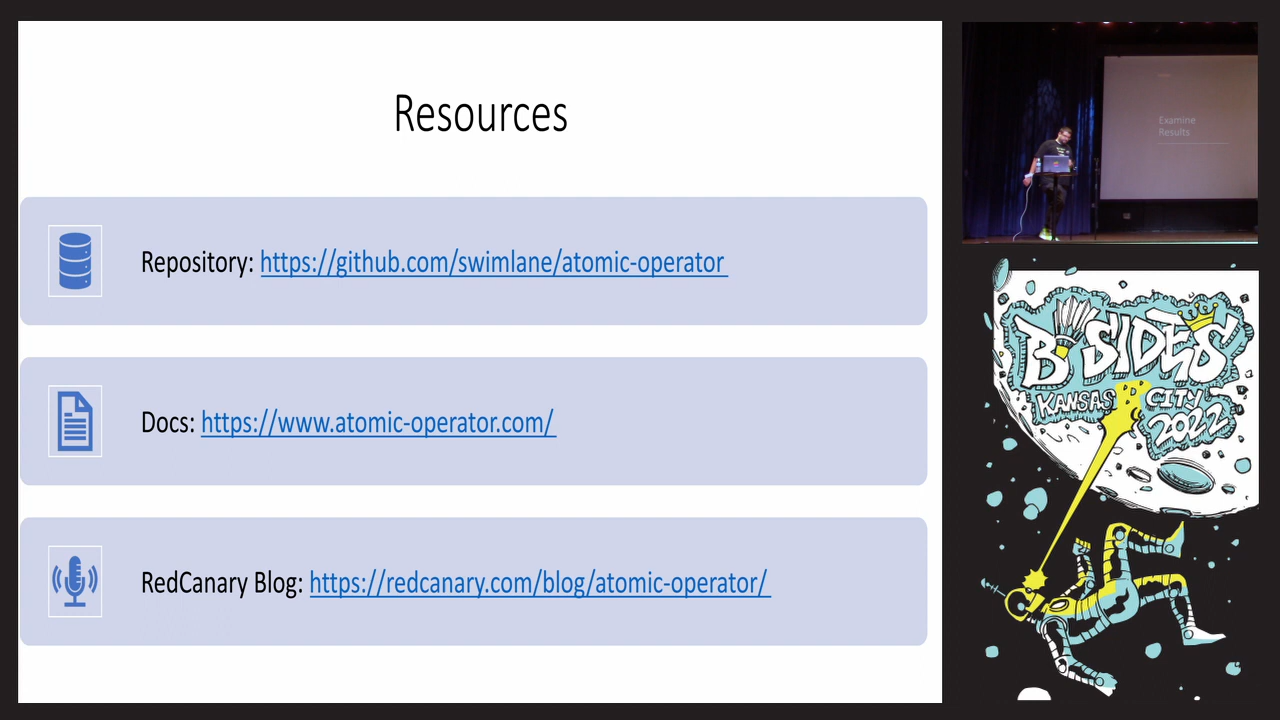 Resources
Repository: https://github.com/swimlane/atomic-operator
Docs: https://www.atomic-operator.com/
RedCanary Blog: https://redcanary.com/blog/atomic-operator/
Examine
Results
BSIDES
KANSAS CITY
2022